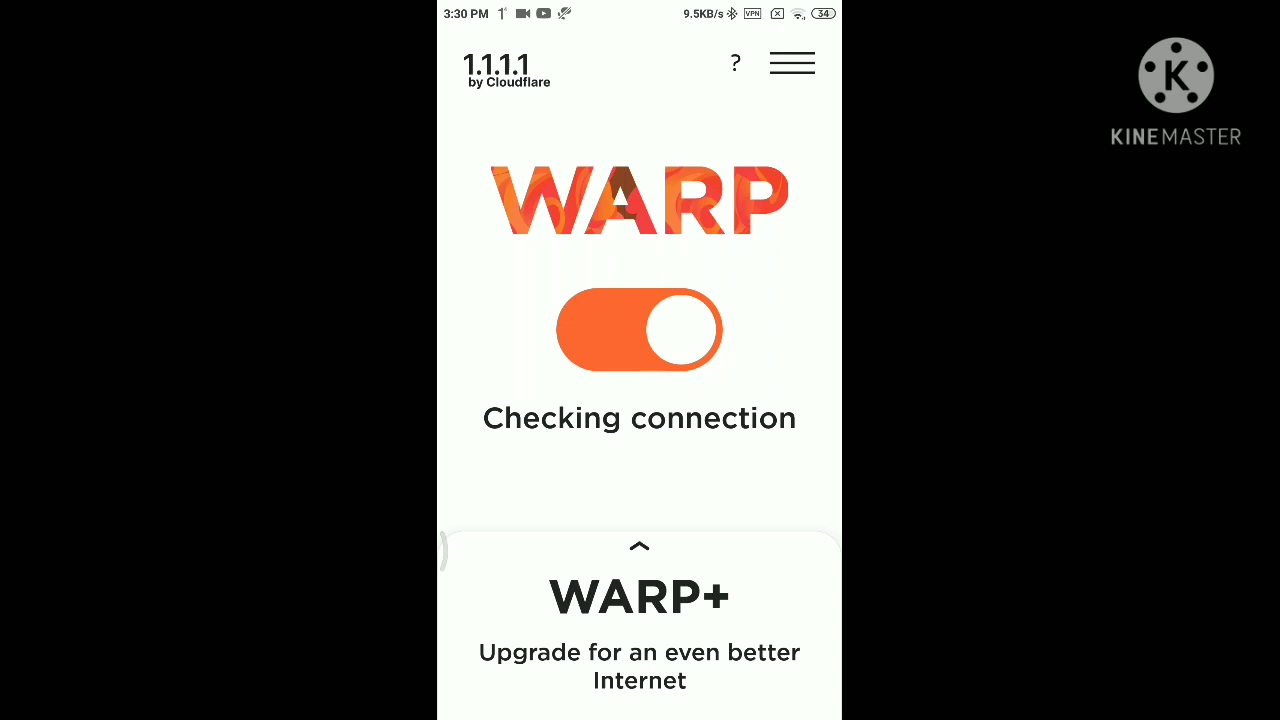 3:30 PM
9.5KB/s
VPN
34
1.1.1.1
by Cloudflare
?
K
KINEMASTER
WARP
Checking connection
WARP+
Upgrade for an even better
Internet